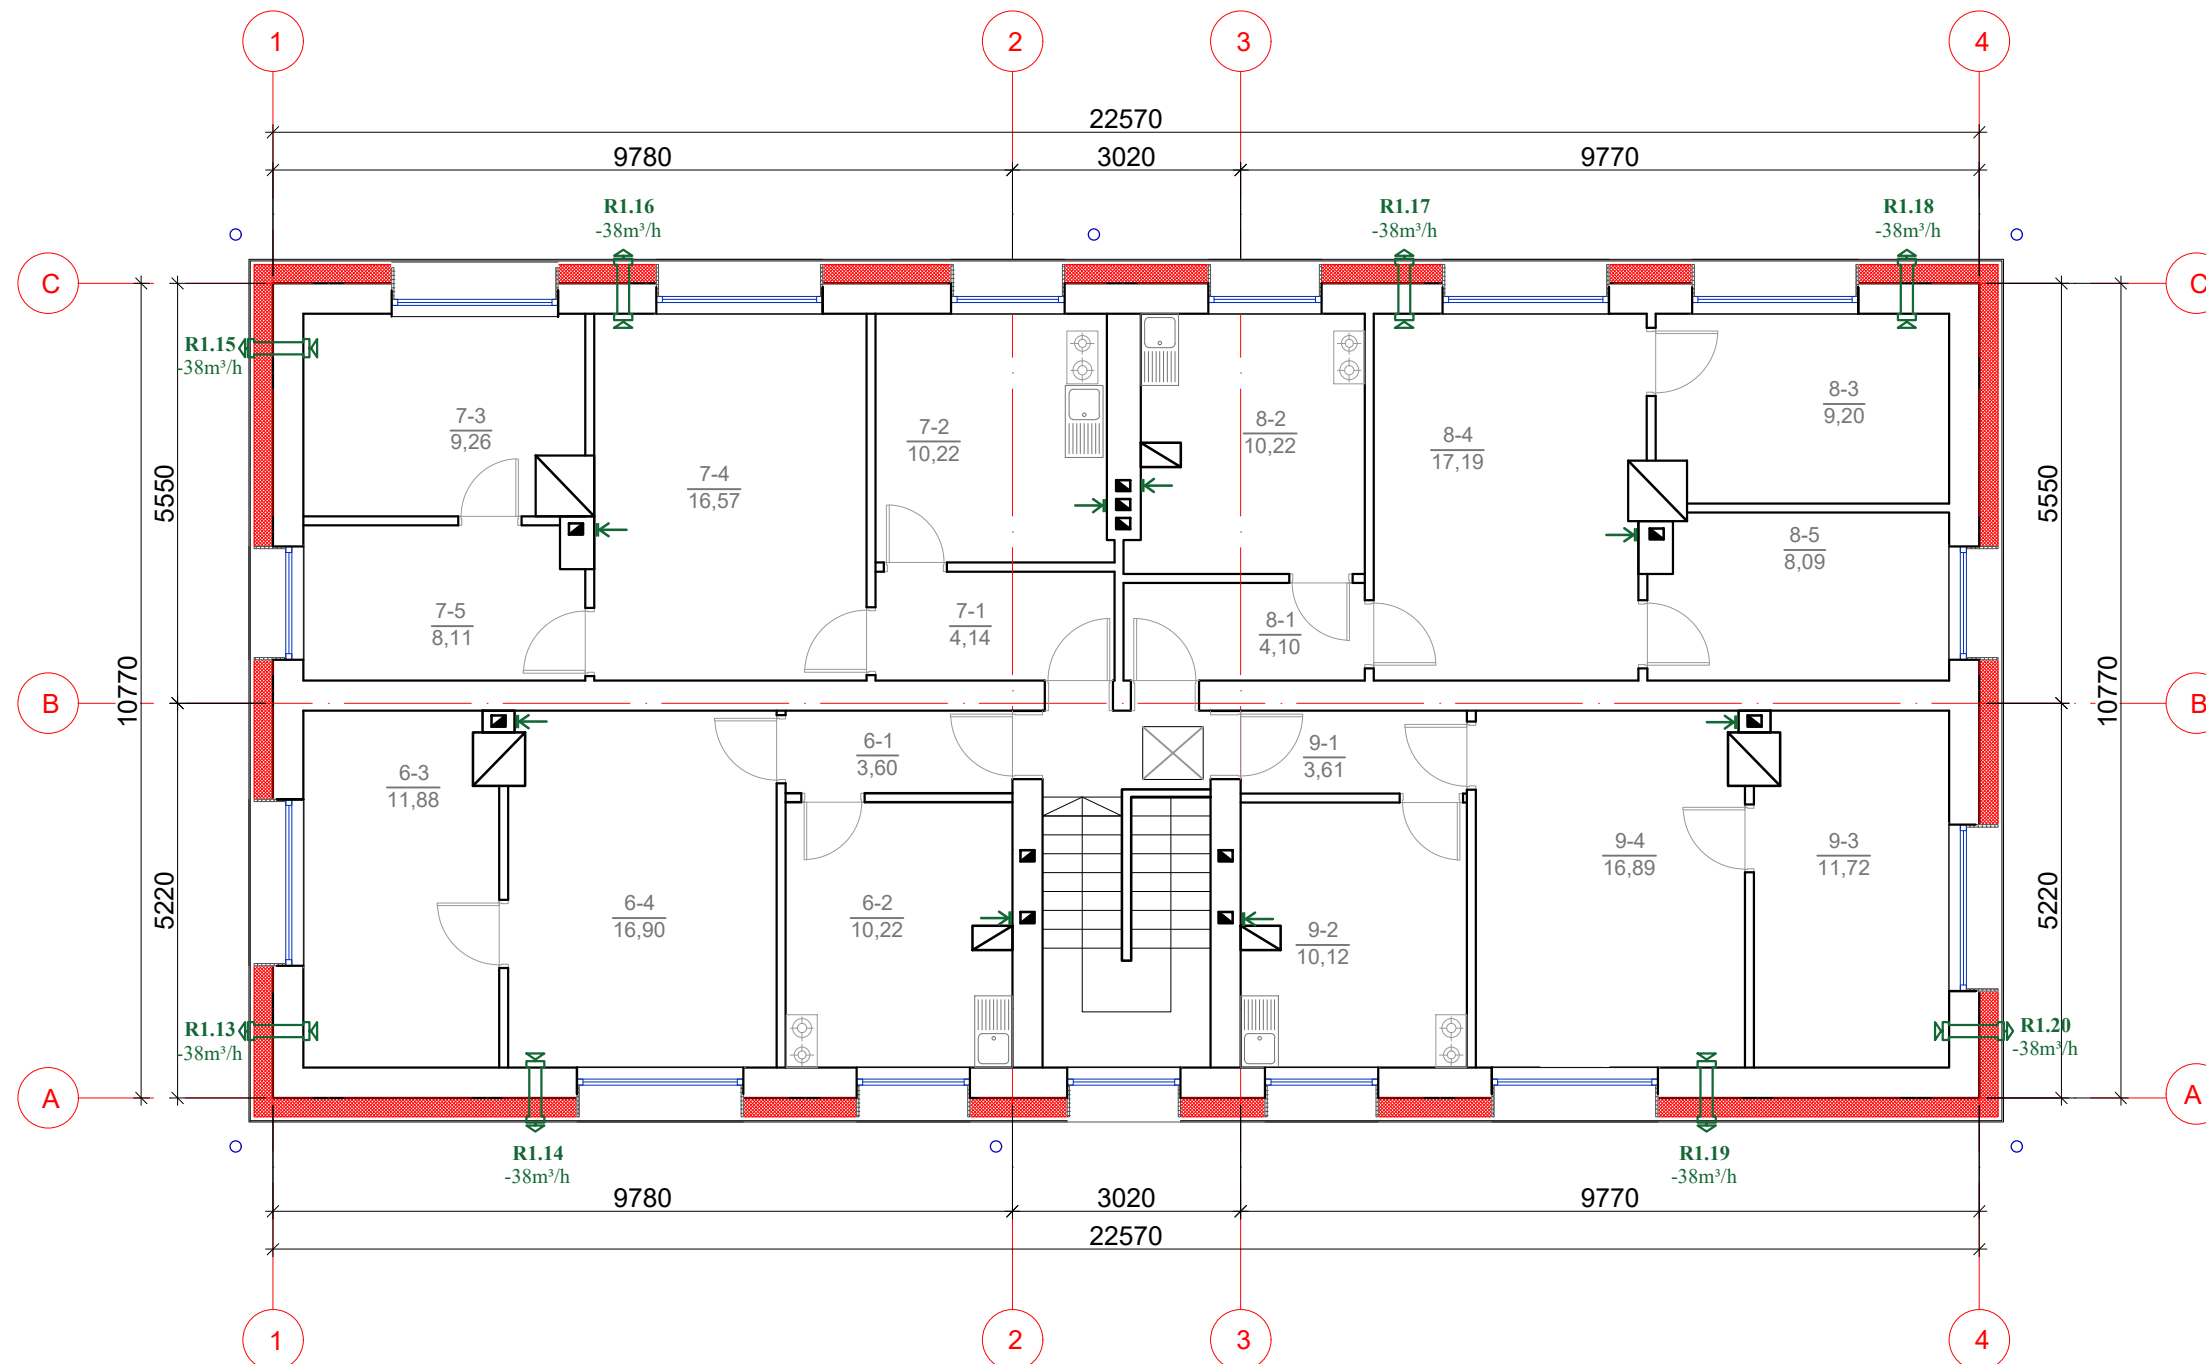 1
2
3
4
22570
9780
3020
9770
R1.16
-38m³/h
R1.17
-38m³/h
R1.18
-38m³/h
C
C
R1.15
-38m³/h
7-3
9,26
7-2
10,22
8-2
10,22
8-4
17,19
8-3
9,20
7-4
16,57
5550
5550
8-5
8,09
7-5
8,11
7-1
4,14
8-1
4,10
10770
10770
B
B
6-1
3,60
9-1
3,61
6-3
11,88
9-4
16,89
9-3
11,72
5220
5220
6-4
16,90
6-2
10,22
9-2
10,12
R1.13
-38m³/h
R1.20
-38m³/h
A
A
R1.14
-38m³/h
R1.19
-38m³/h
9780
3020
9770
22570
1
2
3
4